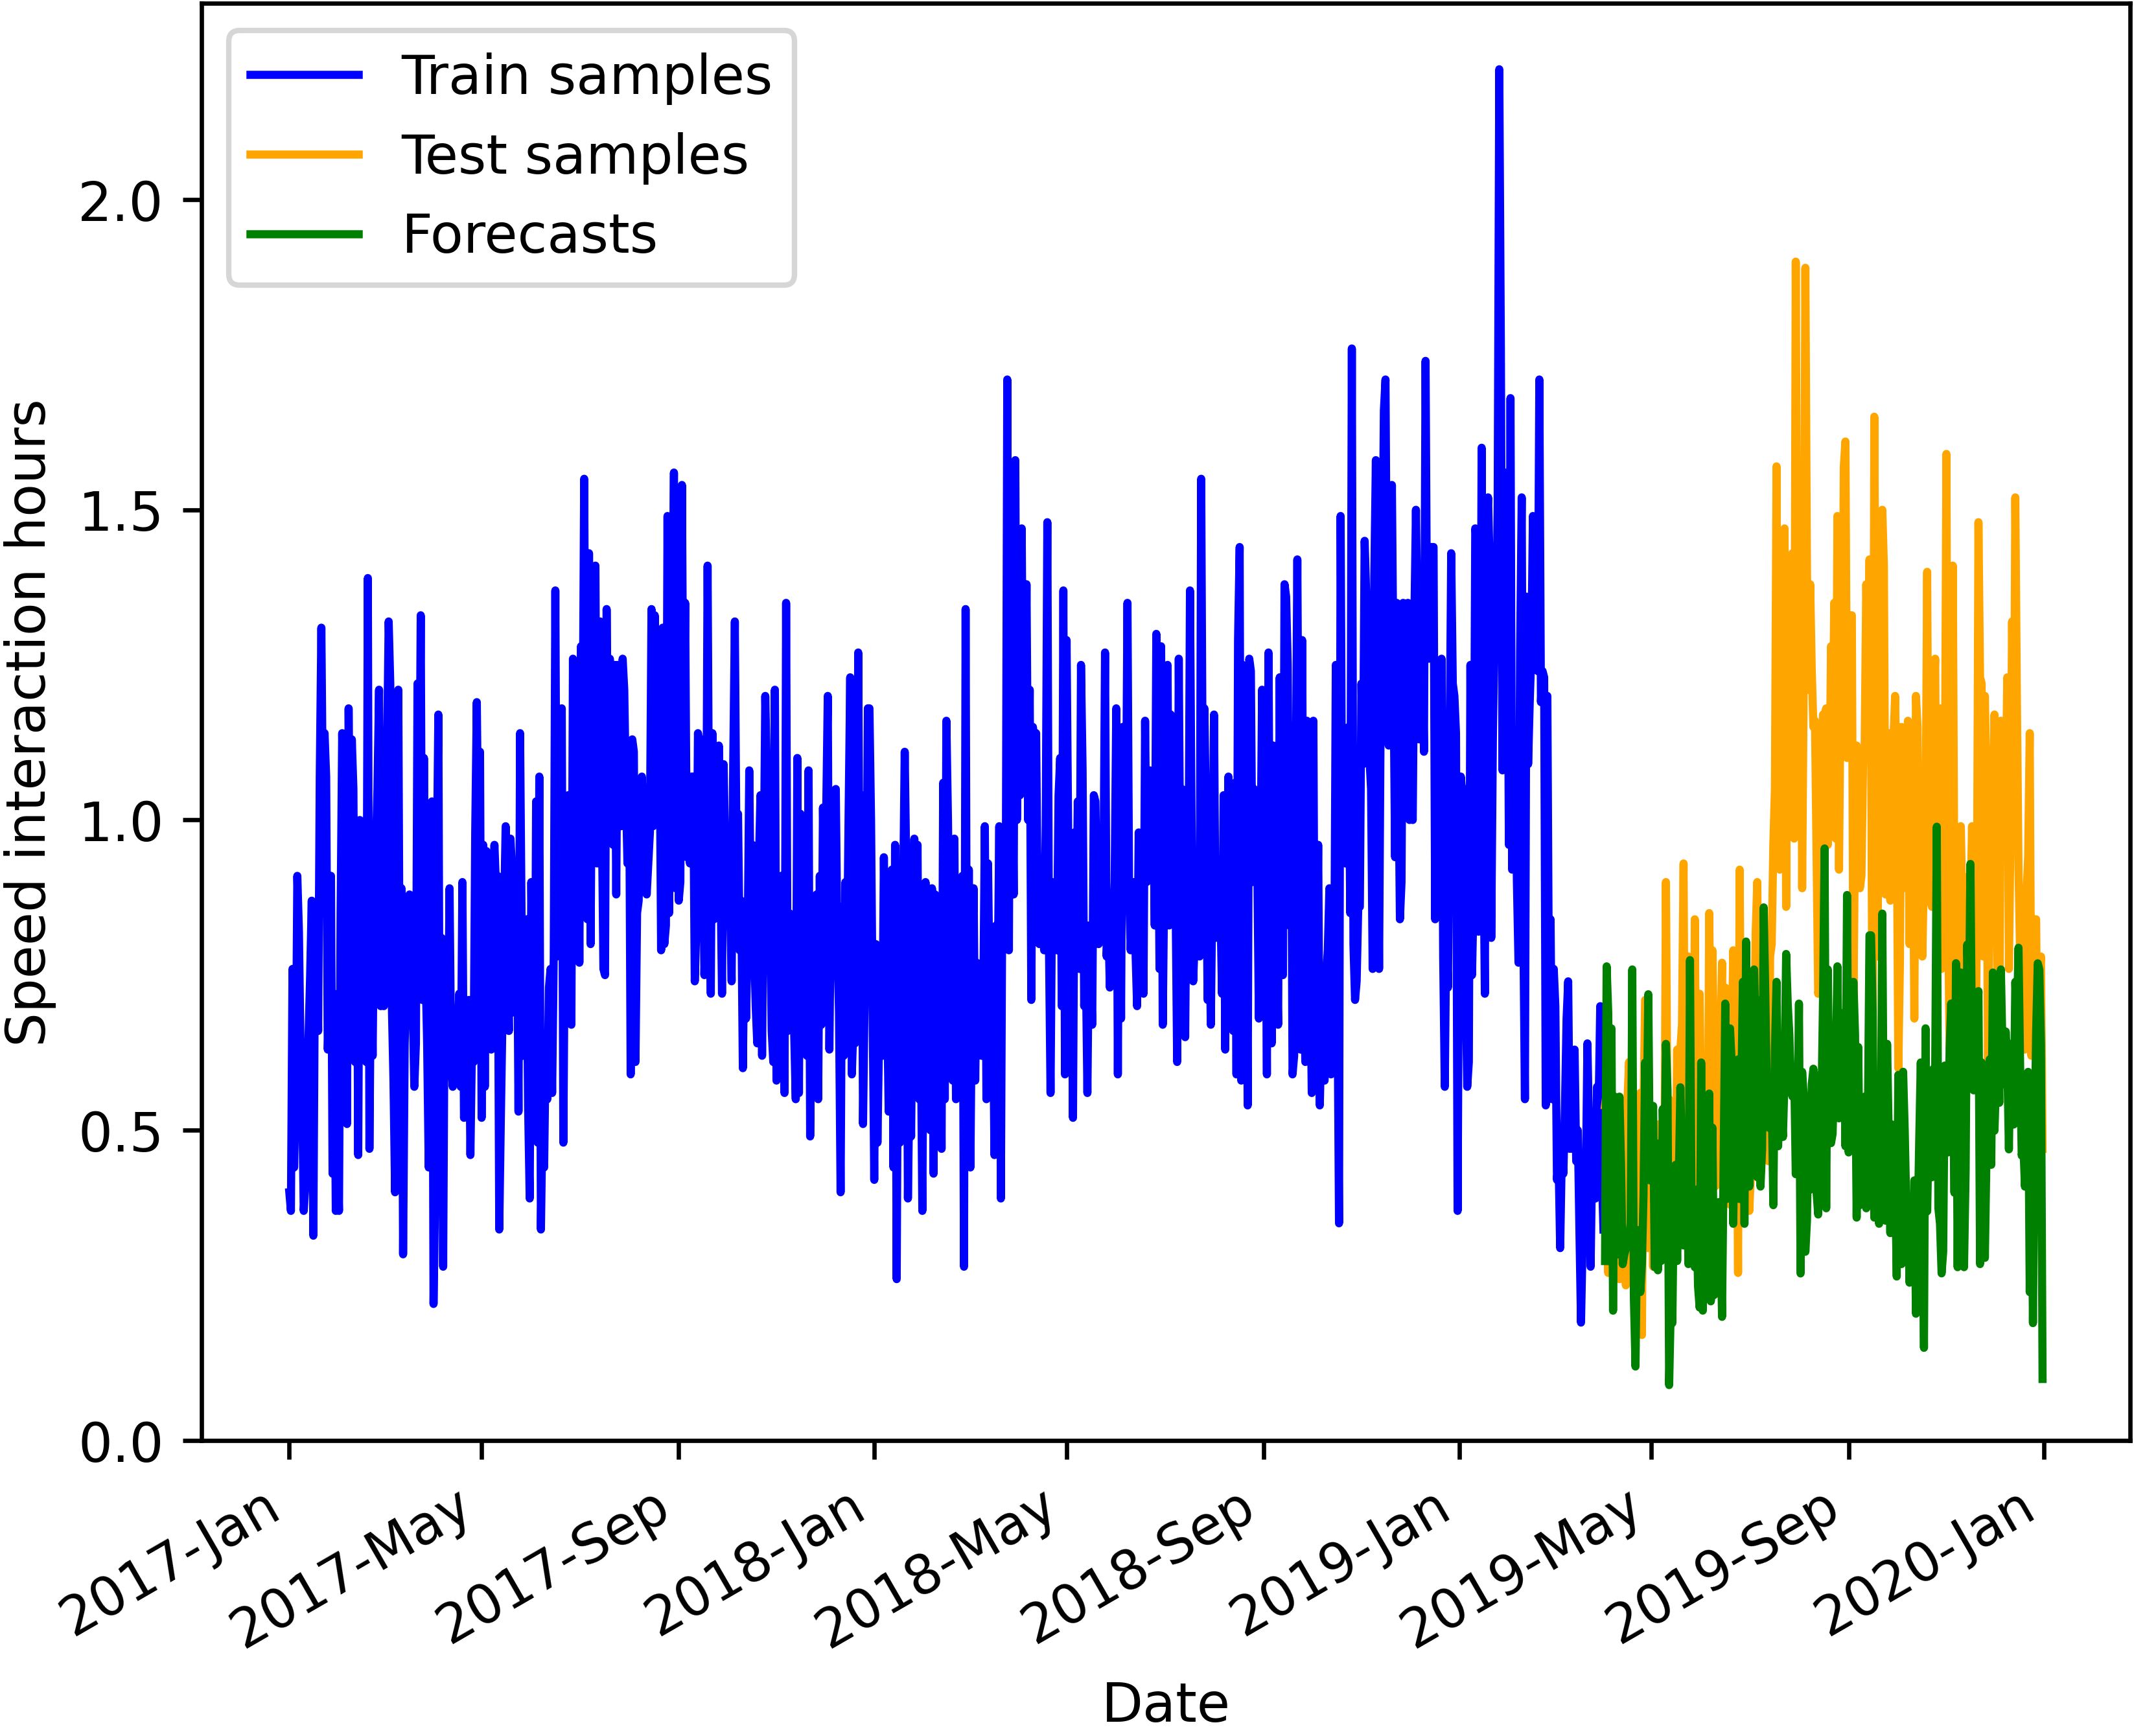 Train samples
Test samples
Forecasts
Speed interaction hours
2.0
1.5
1.0
0.5
0.0
2017-Jan
2017-May
2017-Sep
2018-Jan
2018-May
2018-Sep
2019-Jan
2019-May
2019-Sep
2020-Jan
Date